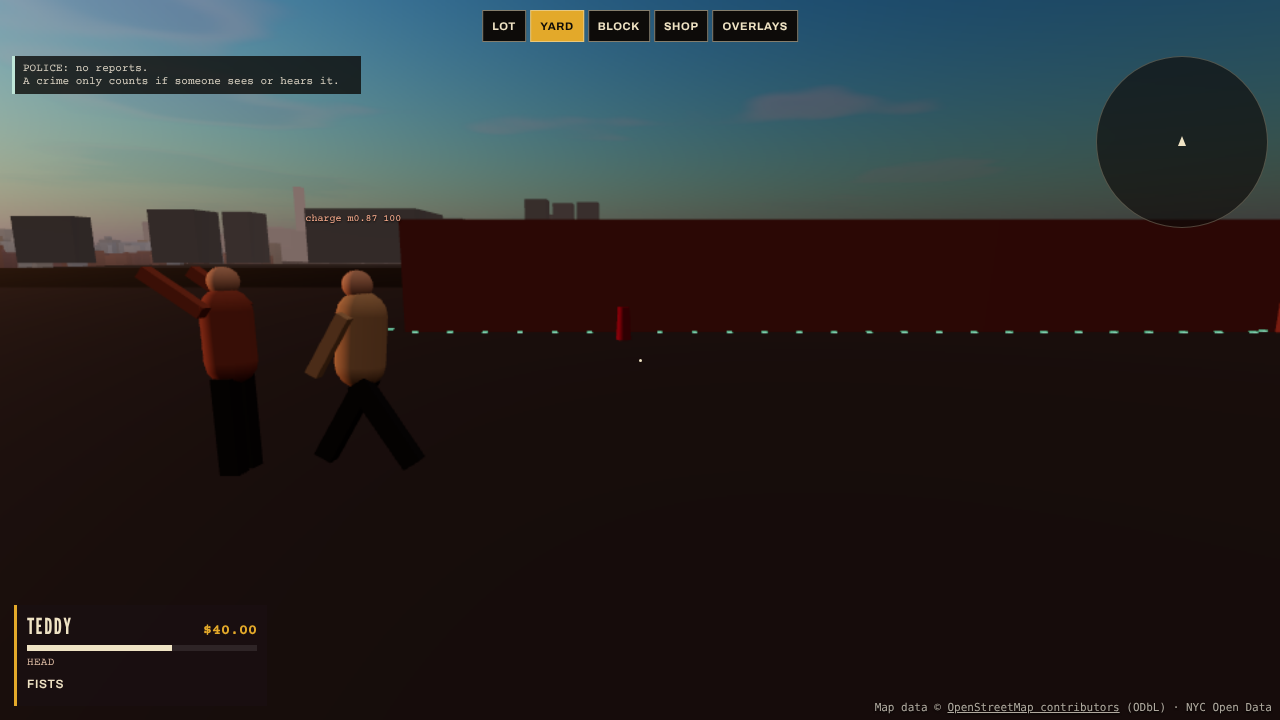 LOT YARD BLOCK SHOP OVERLAYS
POLICE: no reports.
A crime only counts if someone sees or hears it.
charge m0.87 100
TEDDY $40.00
HEAD
FISTS
Map data © OpenStreetMap contributors (ODbL) · NYC Open Data